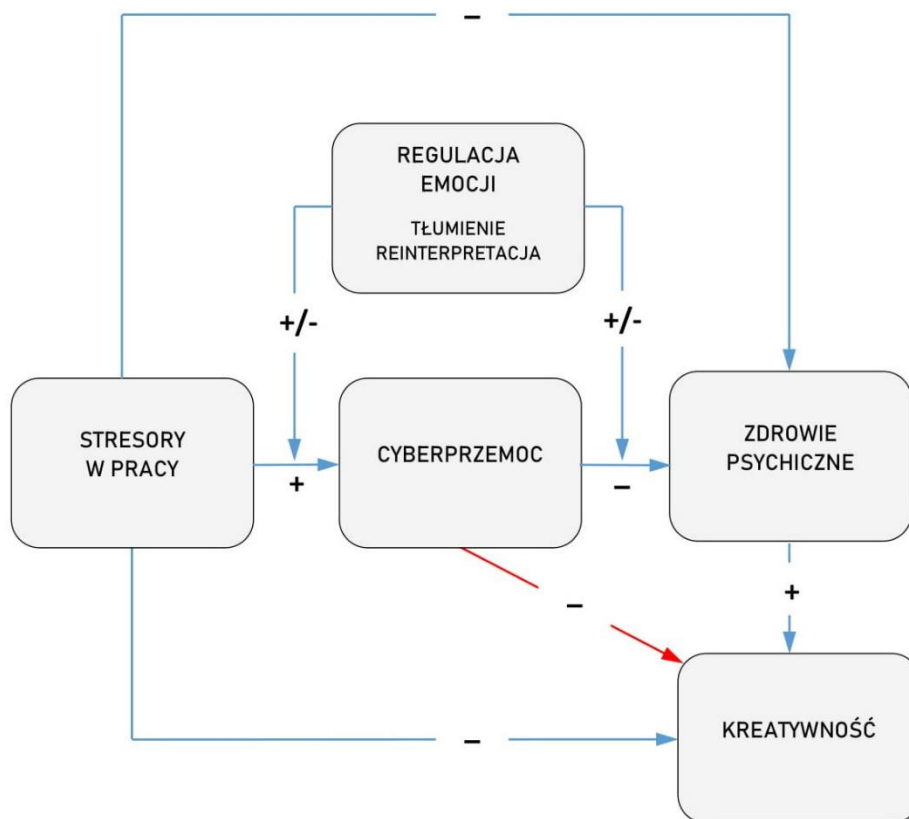 –
REGULACJA
EMOCJI
TŁUMIENIE
REINTERPRETACJA
+/-
+/-
STRESORY
W PRACY
+
CYBERPRZEMOC
–
ZDROWIE
PSYCHICZNE
–
+
KREATYWNOŚĆ
–